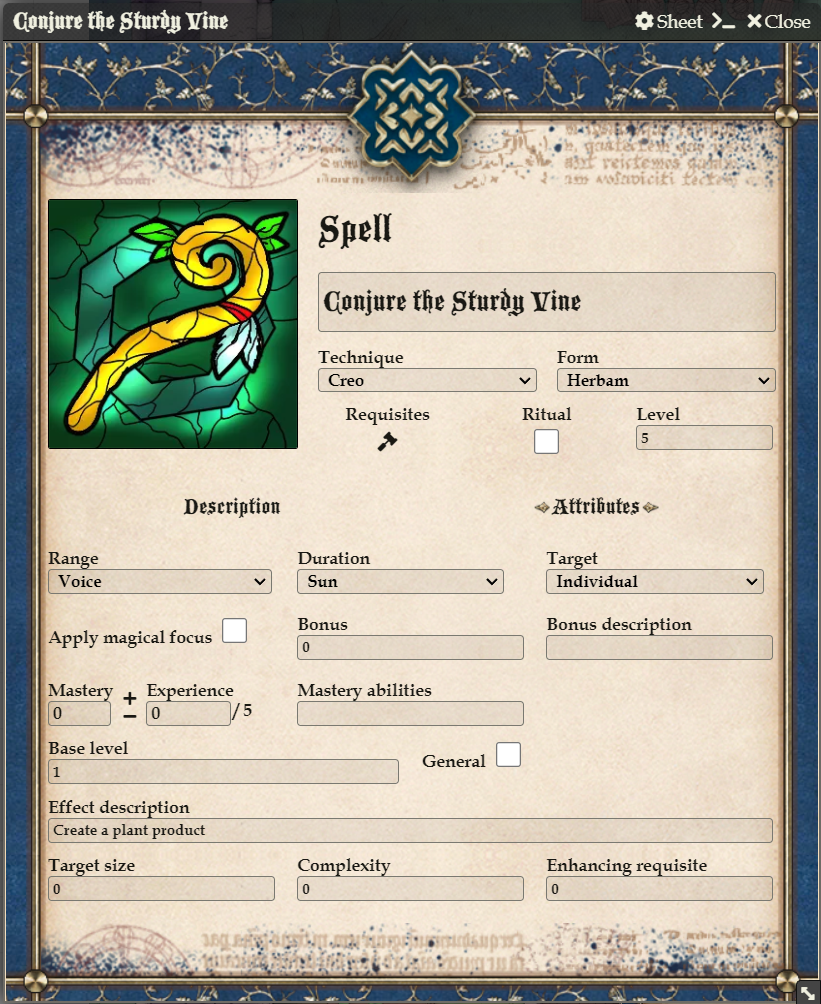 Conjure the Sturdy Vine Sheet Close
Spell
Conjure the Sturdy Vine
Technique Form
Creo Herbam
Requisites Ritual Level
5
Description Attributes
Range Duration Target
Voice Sun Individual
Apply magical focus Bonus Bonus description
0
Mastery Experience Mastery abilities
0 + − 0 / 5
Base level General
1
Effect description
Create a plant product
Target size Complexity Enhancing requisite
0 0 0